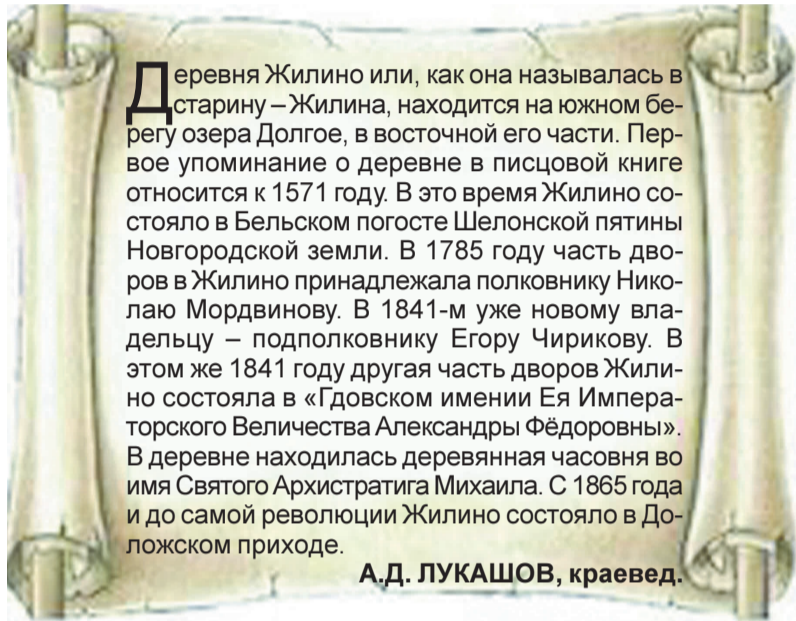 Деревня Жилино или, как она называлась в
старину – Жилина, находится на южном бе-
регу озера Долгое, в восточной его части. Пер-
вое упоминание о деревне в писцовой книге
относится к 1571 году. В это время Жилино со-
стояло в Бельском погосте Шелонской пятины
Новгородской земли. В 1785 году часть дво-
ров в Жилино принадлежала полковнику Нико-
лаю Мордвинову. В 1841-м уже новому вла-
дельцу – подполковнику Егору Чирикову. В
этом же 1841 году другая часть дворов Жили-
но состояла в «Гдовском имении Ея Импера-
торского Величества Александры Фёдоровны».
В деревне находилась деревянная часовня во
имя Святого Архистратига Михаила. С 1865 года
и до самой революции Жилино состояло в До-
ложском приходе.
А.Д. ЛУКАШОВ, краевед.